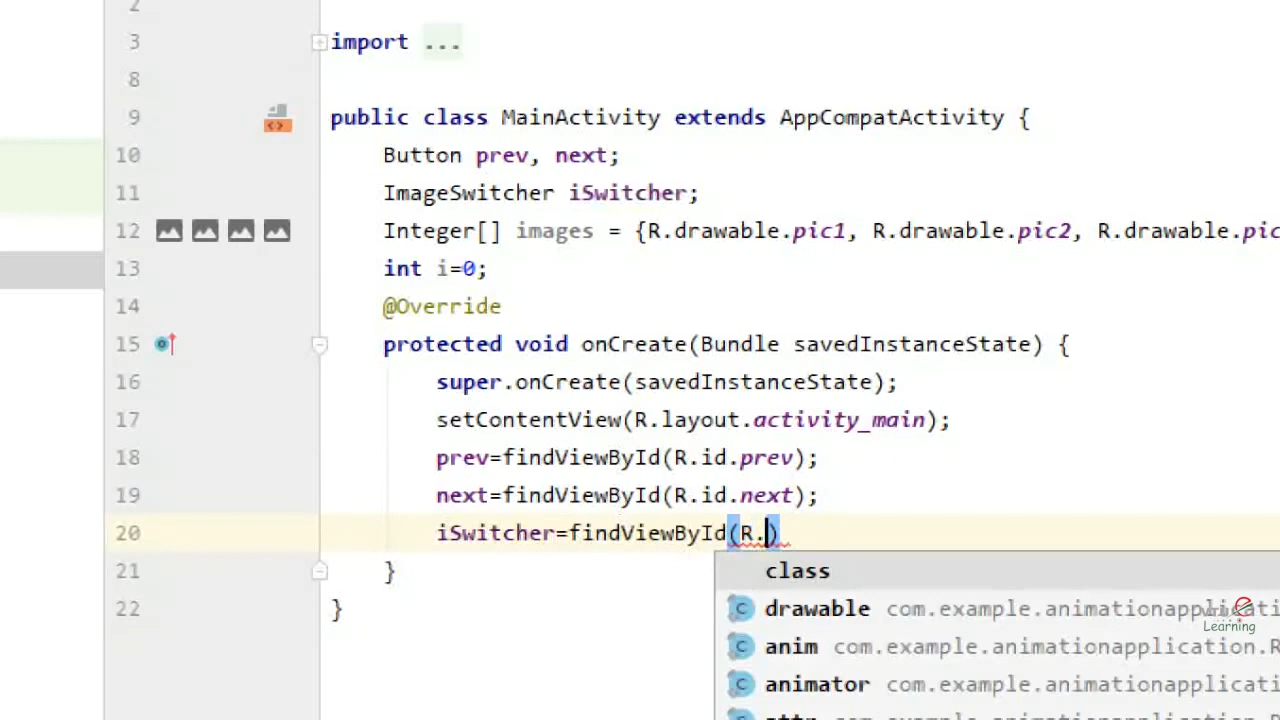 2
3 import ...
8
9 public class MainActivity extends AppCompatActivity {
10 Button prev, next;
11 ImageSwitcher iSwitcher;
12 Integer[] images = {R.drawable.pic1, R.drawable.pic2, R.drawable.pic
13 int i=0;
14 @Override
15 protected void onCreate(Bundle savedInstanceState) {
16 super.onCreate(savedInstanceState);
17 setContentView(R.layout.activity_main);
18 prev=findViewById(R.id.prev);
19 next=findViewById(R.id.next);
20 iSwitcher=findViewById(R.)
21 }
22 }
class
drawable com.example.animationapplicati
anim com.example.animationapplication.R
animator com.example.animationapplicati
Learning